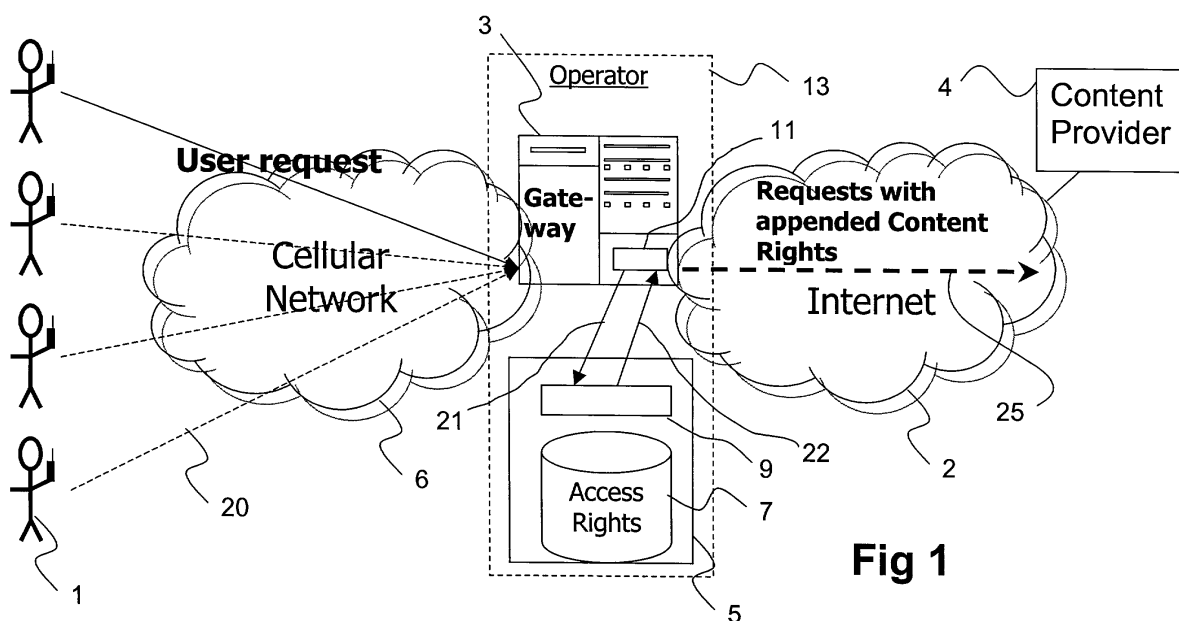 3
Operator
13
4
Content
Provider
11
User request
Gate-
way
Requests with
appended Content
Rights
Cellular
Network
Internet
21
22
25
6
9
2
20
Access
Rights
7
Fig 1
1
5